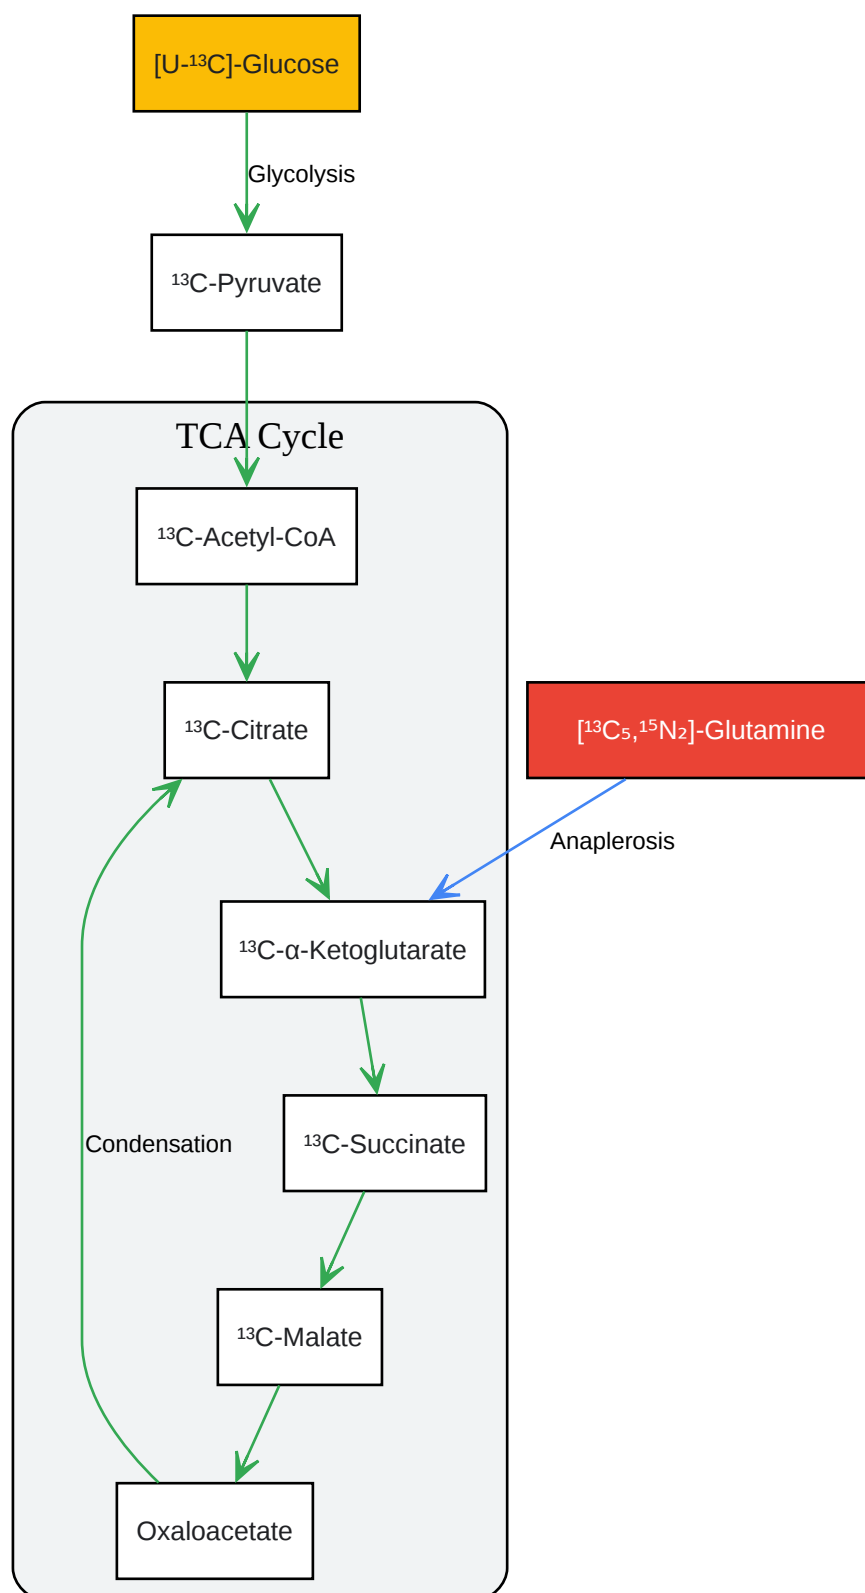 [U-¹³C]-Glucose
Glycolysis
¹³C-Pyruvate
TCA Cycle
¹³C-Acetyl-CoA
¹³C-Citrate
[¹³C₅,¹⁵N₂]-Glutamine
Anaplerosis
¹³C-α-Ketoglutarate
Condensation
¹³C-Succinate
¹³C-Malate
Oxaloacetate